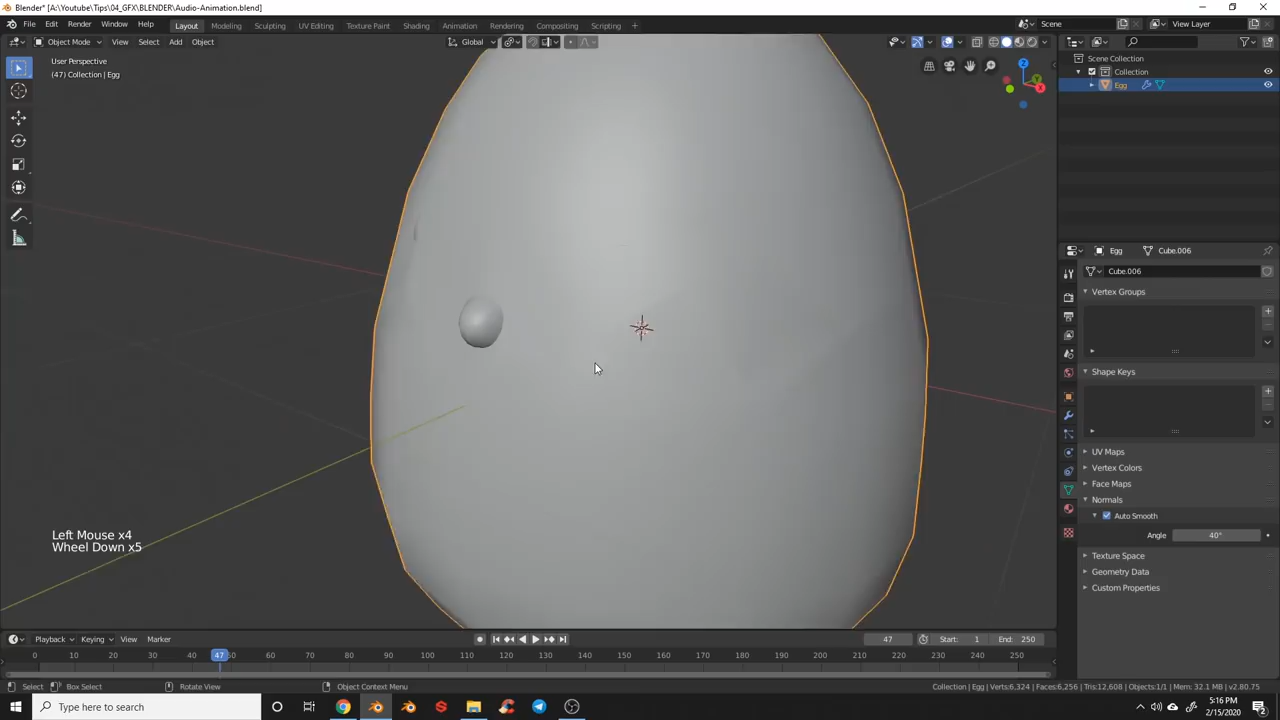 Blender* [A:\Youtube\Tips\04_GFX\BLENDER\Audio-Animation.blend]
File Edit Render Window Help Layout Modeling Sculpting UV Editing Texture Paint Shading Animation Rendering Compositing Scripting + Scene View Layer
Object Mode View Select Add Object Global
User Perspective
(47) Collection | Egg
Scene Collection
Collection
Egg
Z
Egg Cube.006
Cube.006
Vertex Groups
Shape Keys
UV Maps
Vertex Colors
Face Maps
Normals
Auto Smooth
Angle 40°
Texture Space
Geometry Data
Custom Properties
Left Mouse x4
Wheel Down x5
Playback Keying View Marker 47 Start: 1 End: 250
0 10 20 30 40 47 50 60 70 80 90 100 110 120 130 140 150 160 170 180 190 200 210 220 230 240 250
Select Box Select Rotate View Object Context Menu Collection | Egg | Verts:6,324 | Faces:6,256 | Tris:12,608 | Objects:1/1 | Mem: 32.1 MB | v2.80.75
Type here to search
5:16 PM
2/15/2020